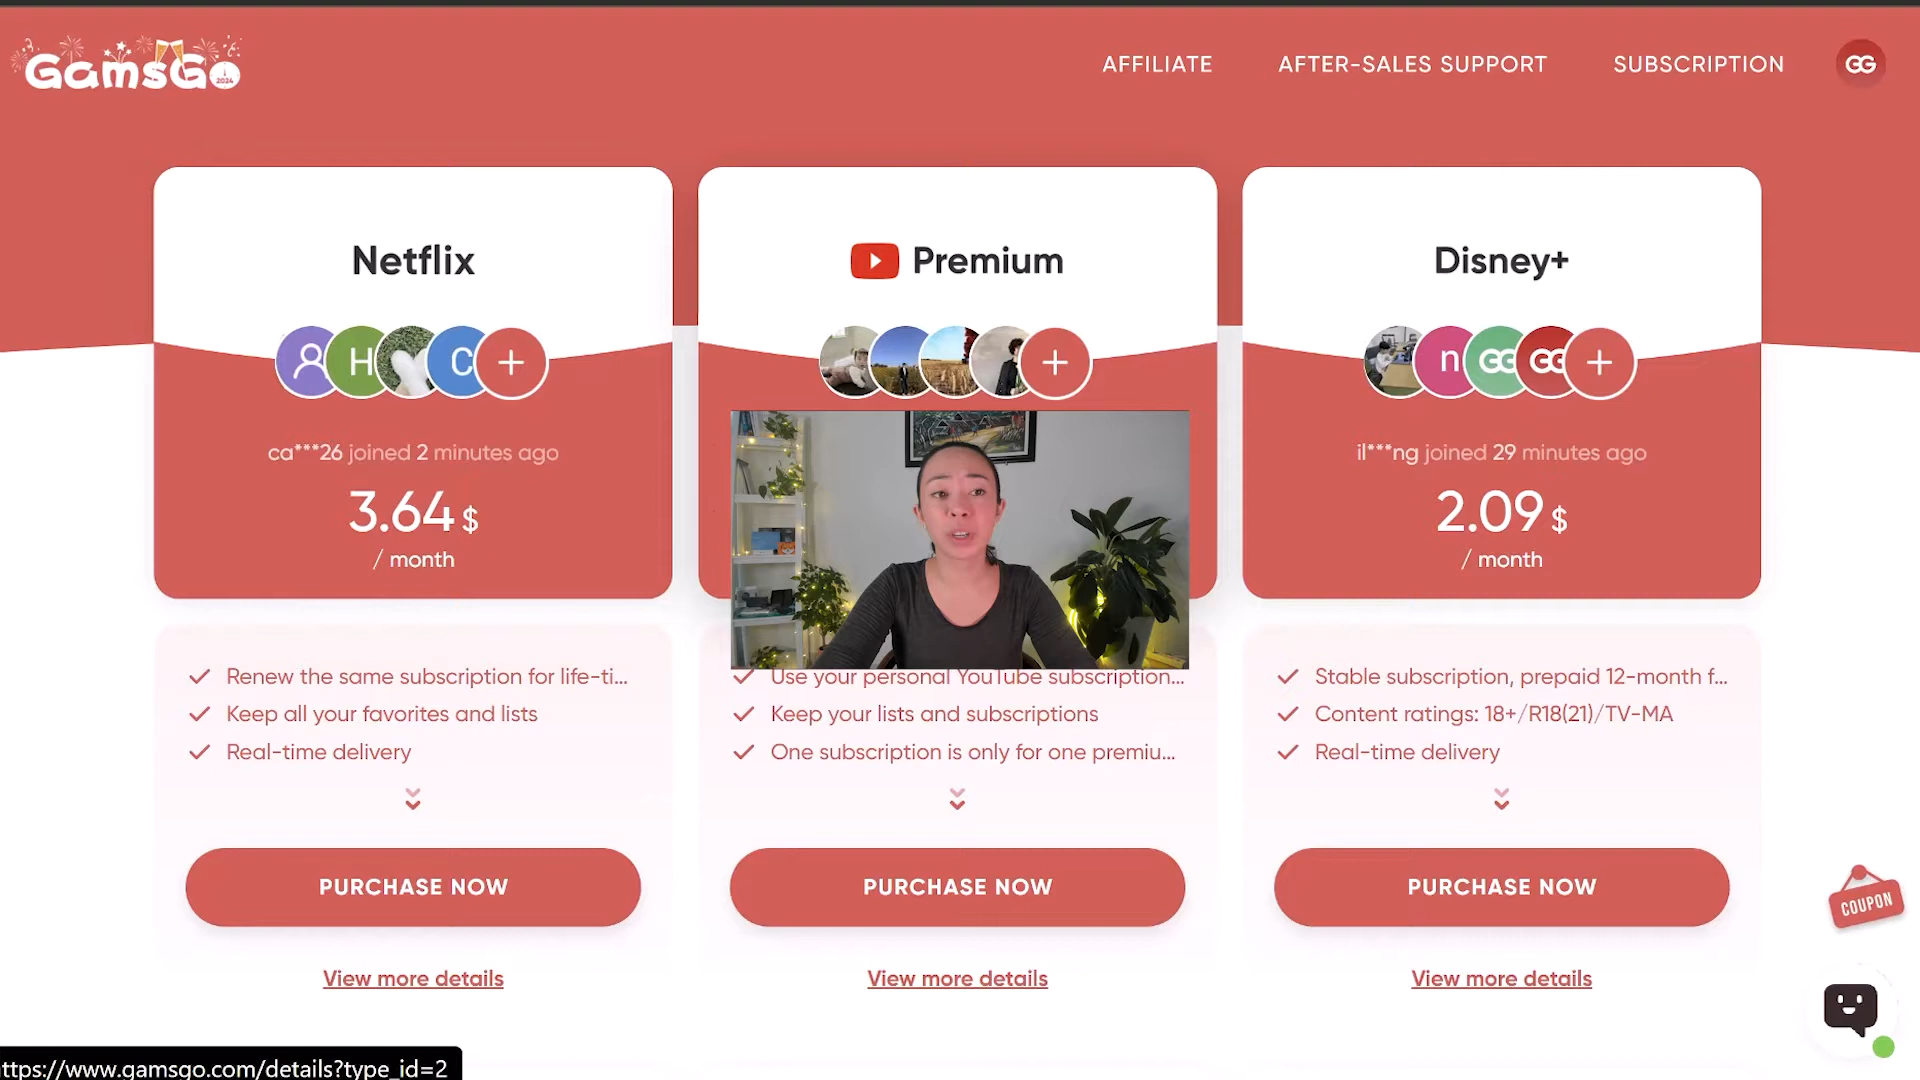 GamsGo
2024
AFFILIATE
AFTER-SALES SUPPORT
SUBSCRIPTION
GG
Netflix
H
C
+
ca***26 joined 2 minutes ago
3.64 $
/ month
Renew the same subscription for life-ti...
Keep all your favorites and lists
Real-time delivery
PURCHASE NOW
View more details
Premium
+
Use your personal YouTube subscription...
Keep your lists and subscriptions
One subscription is only for one premiu...
PURCHASE NOW
View more details
Disney+
n
GG
GG
+
il***ng joined 29 minutes ago
2.09 $
/ month
Stable subscription, prepaid 12-month f...
Content ratings: 18+/R18(21)/TV-MA
Real-time delivery
PURCHASE NOW
View more details
COUPON
ttps://www.gamsgo.com/details?type_id=2